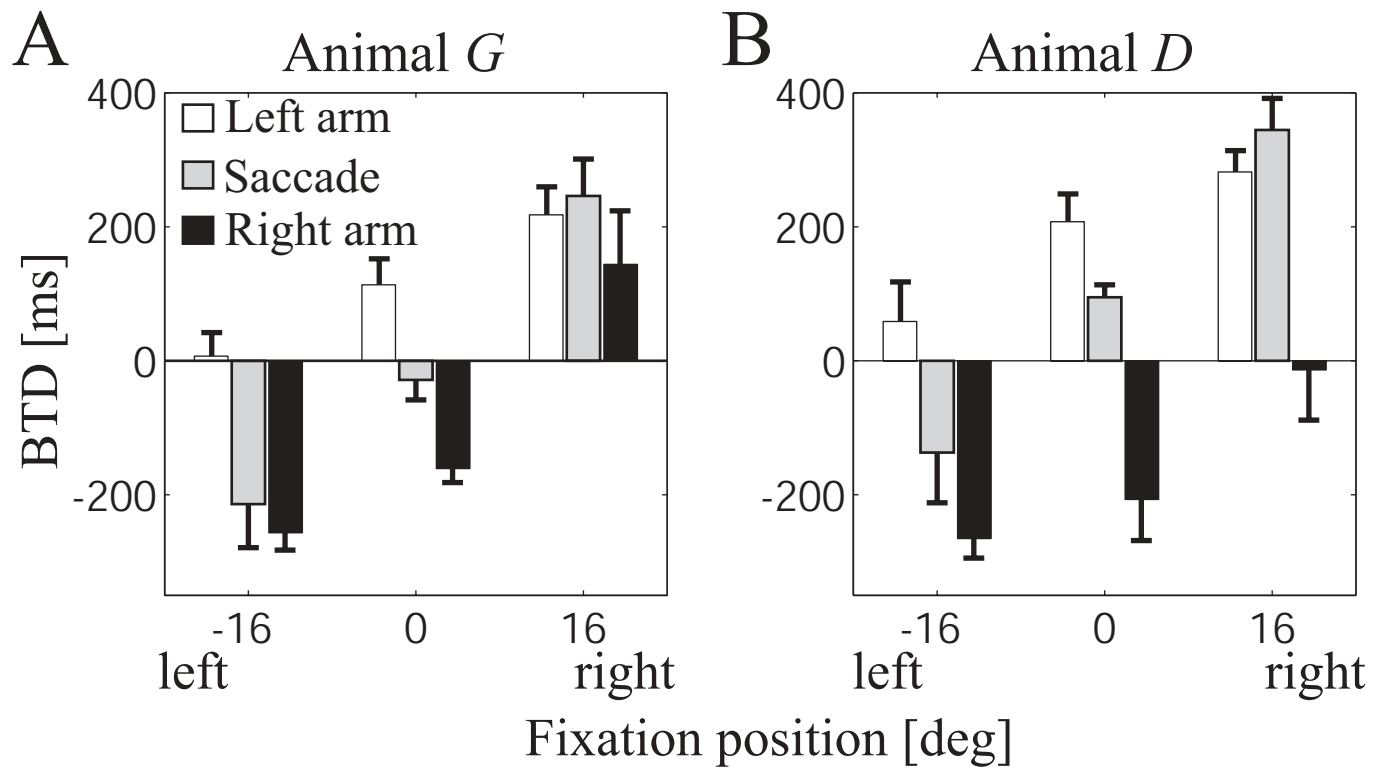 A
Animal G
400
200
0
-200
BTD [ms]
Left arm
Saccade
Right arm
-16
0
16
left
right
B
Animal D
400
200
0
-200
-16
0
16
left
right
Fixation position [deg]